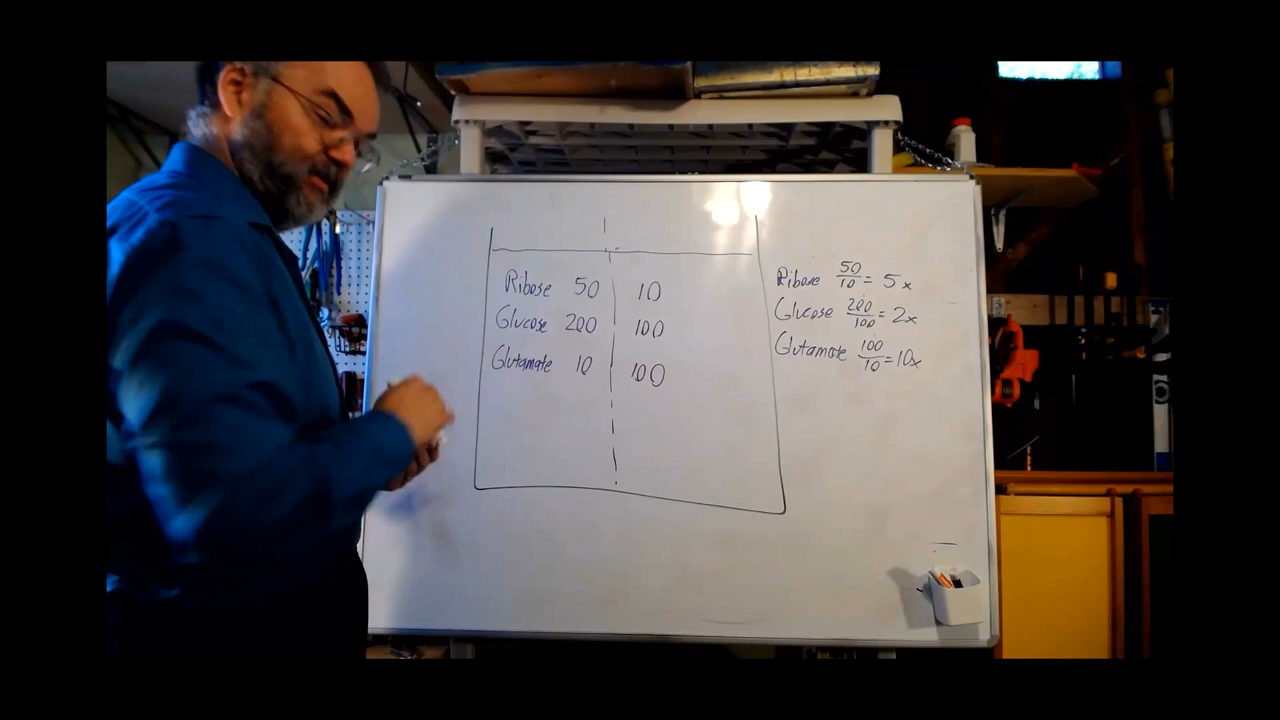 Ribose 50 10
Glucose 200 100
Glutamate 10 100
Ribose 50/10 = 5x
Glucose 200/100 = 2x
Glutamate 100/10 = 10x